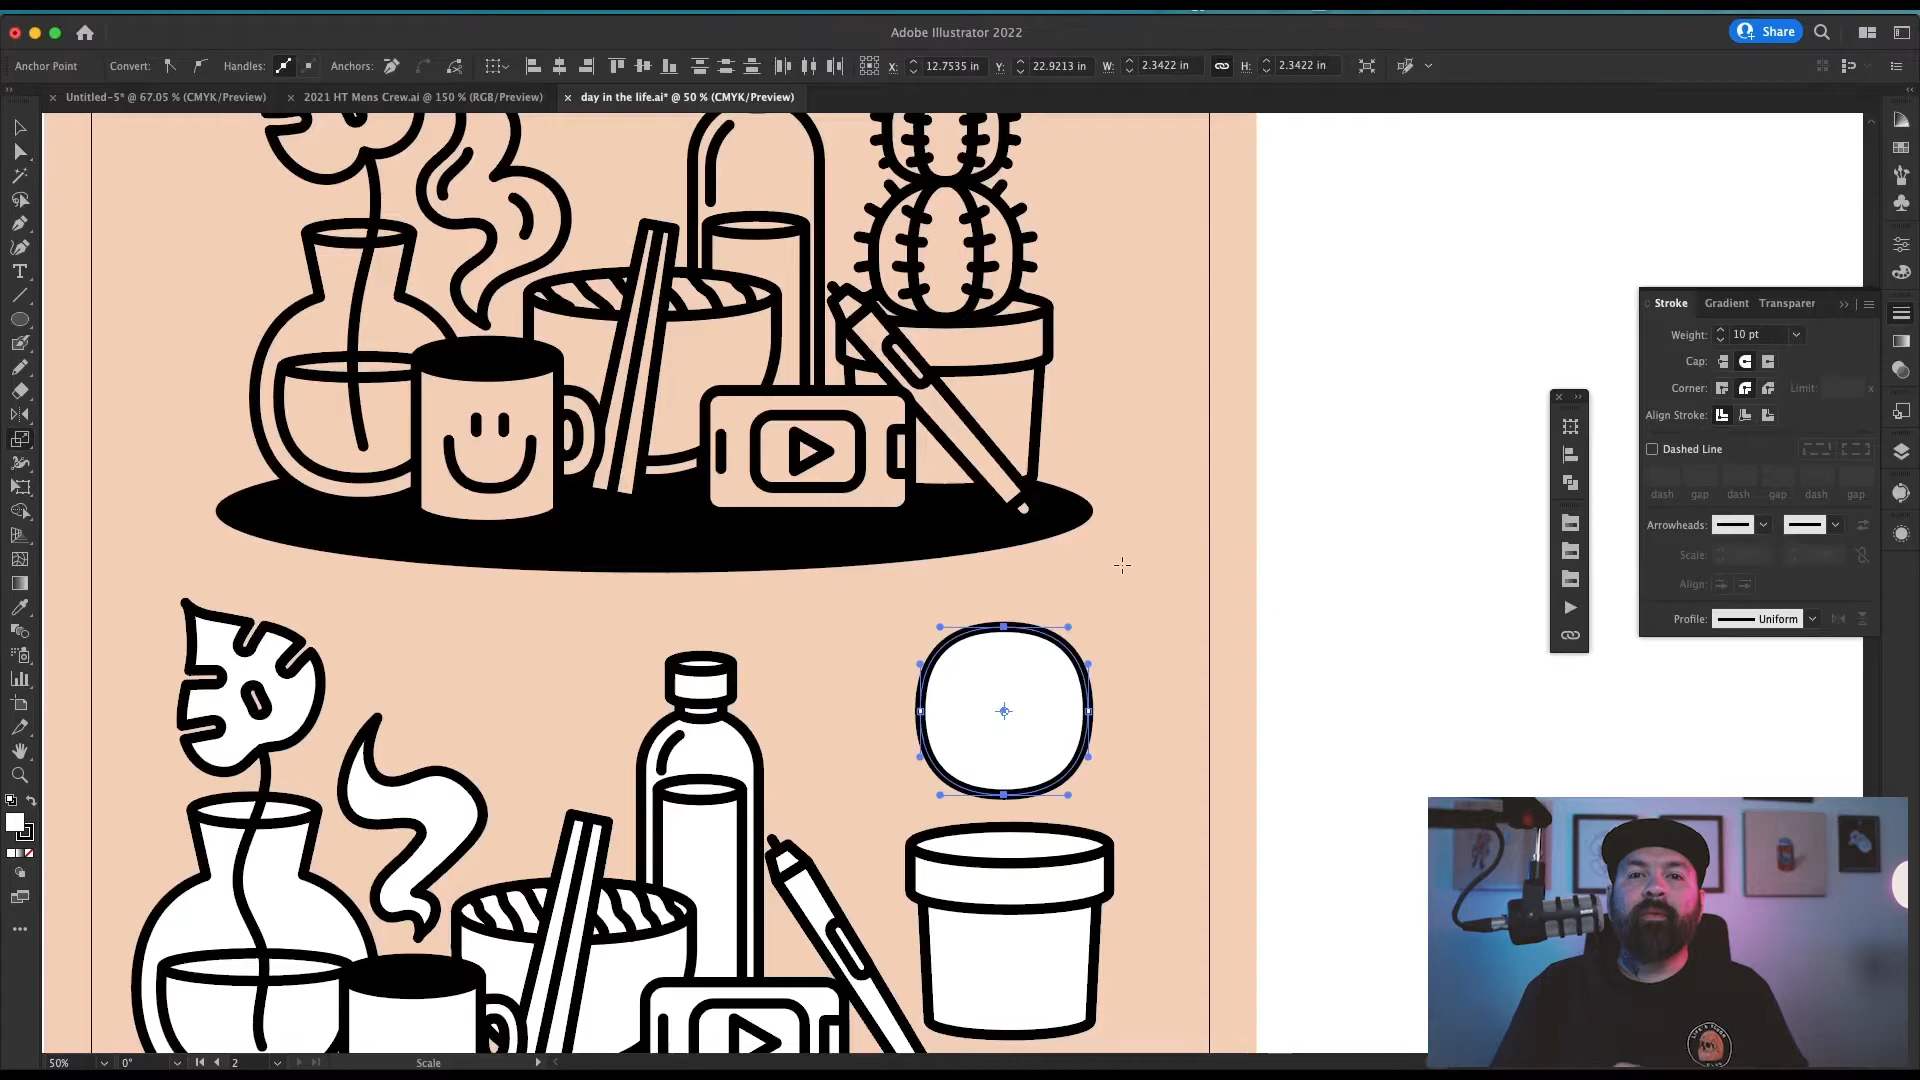 Adobe Illustrator 2022
Share
Anchor Point
Convert:
Handles:
Anchors:
X: 12.7535 in
Y: 22.9213 in
W: 2.3422 in
H: 2.3422 in
Untitled-5* @ 67.05 % (CMYK/Preview)
2021 HT Mens Crew.ai @ 150 % (RGB/Preview)
day in the life.ai* @ 50 % (CMYK/Preview)
Stroke
Gradient
Transparer
Weight: 10 pt
Cap:
Corner:
Limit:
x
Align Stroke:
Dashed Line
dash gap dash gap dash gap
Arrowheads:
Scale:
Align:
Profile: Uniform
50%
0°
2
Scale